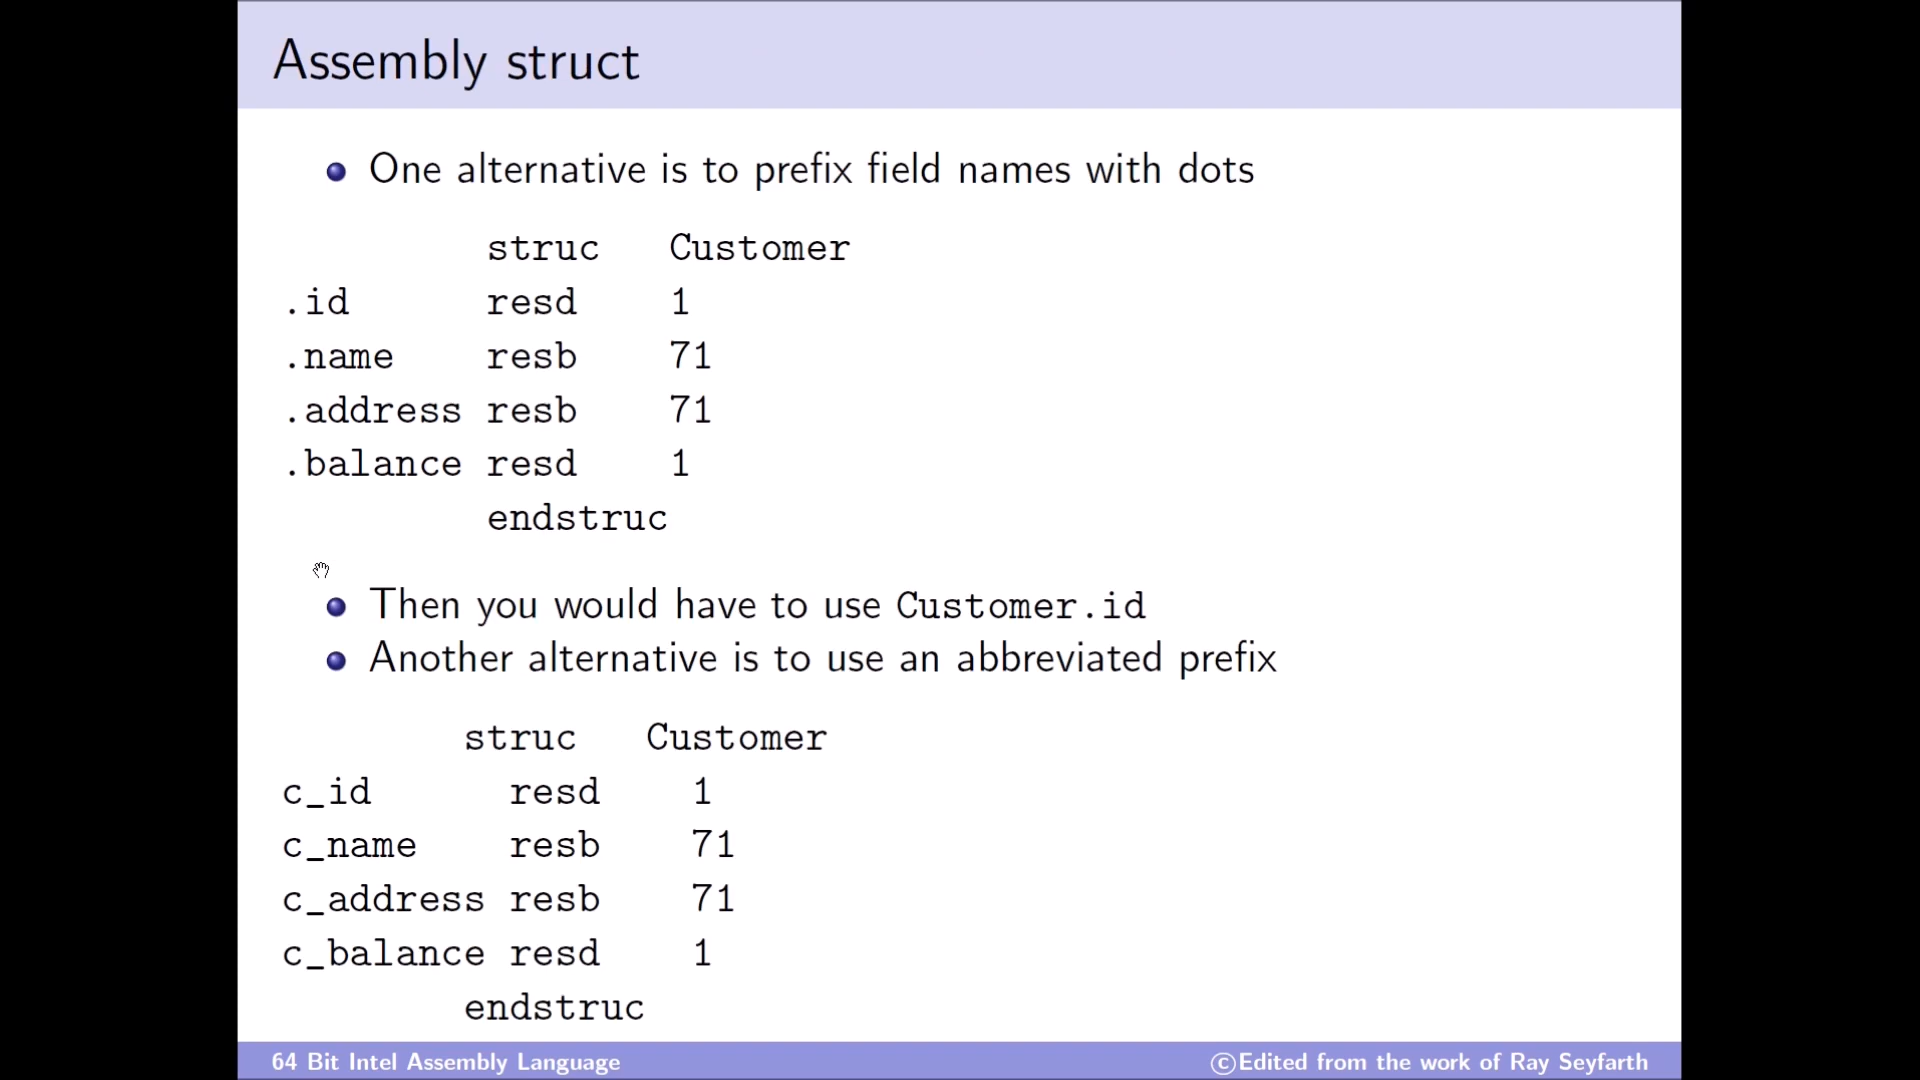 Assembly struct
One alternative is to prefix field names with dots
struc Customer
.id resd 1
.name resb 71
.address resb 71
.balance resd 1
endstruc
Then you would have to use Customer.id
Another alternative is to use an abbreviated prefix
struc Customer
c_id resd 1
c_name resb 71
c_address resb 71
c_balance resd 1
endstruc
64 Bit Intel Assembly Language
©Edited from the work of Ray Seyfarth